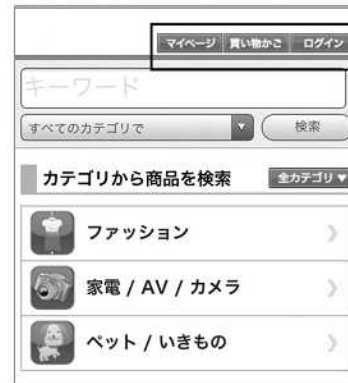 マイページ 買い物かご ログイン
キーワード
すべてのカテゴリで 検索
カテゴリから商品を検索 全カテゴリ▼
ファッション
家電 / AV / カメラ
ペット / いきもの